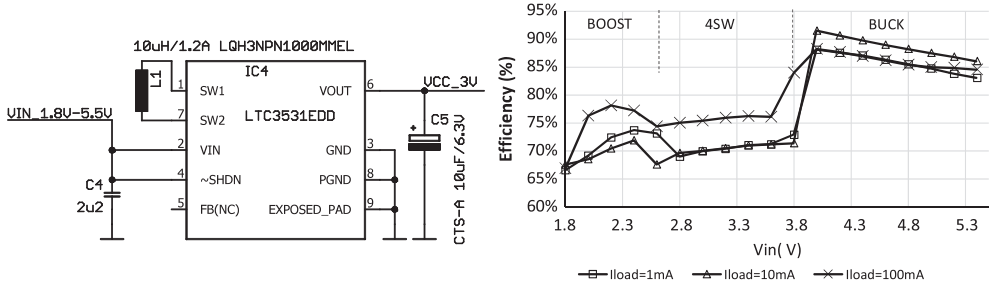 10uH/1.2A LQH3NPN1000MMEL
IC4
L1
1 SW1
VOUT 6
VCC_3V
LTC3531EDD
7 SW2
VIN_1.8V-5.5V
2 VIN
GND 3
4 ~SHDN
PGND 8
5 FB(NC)
EXPOSED_PAD 9
C4
2u2
+
C5
CTS-A 10uF/6.3V
95%
90%
85%
80%
75%
70%
65%
60%
Efficiency (%)
BOOST
4SW
BUCK
1.8 2.3 2.8 3.3 3.8 4.3 4.8 5.3
Vin( V)
Iload=1mA Iload=10mA Iload=100mA